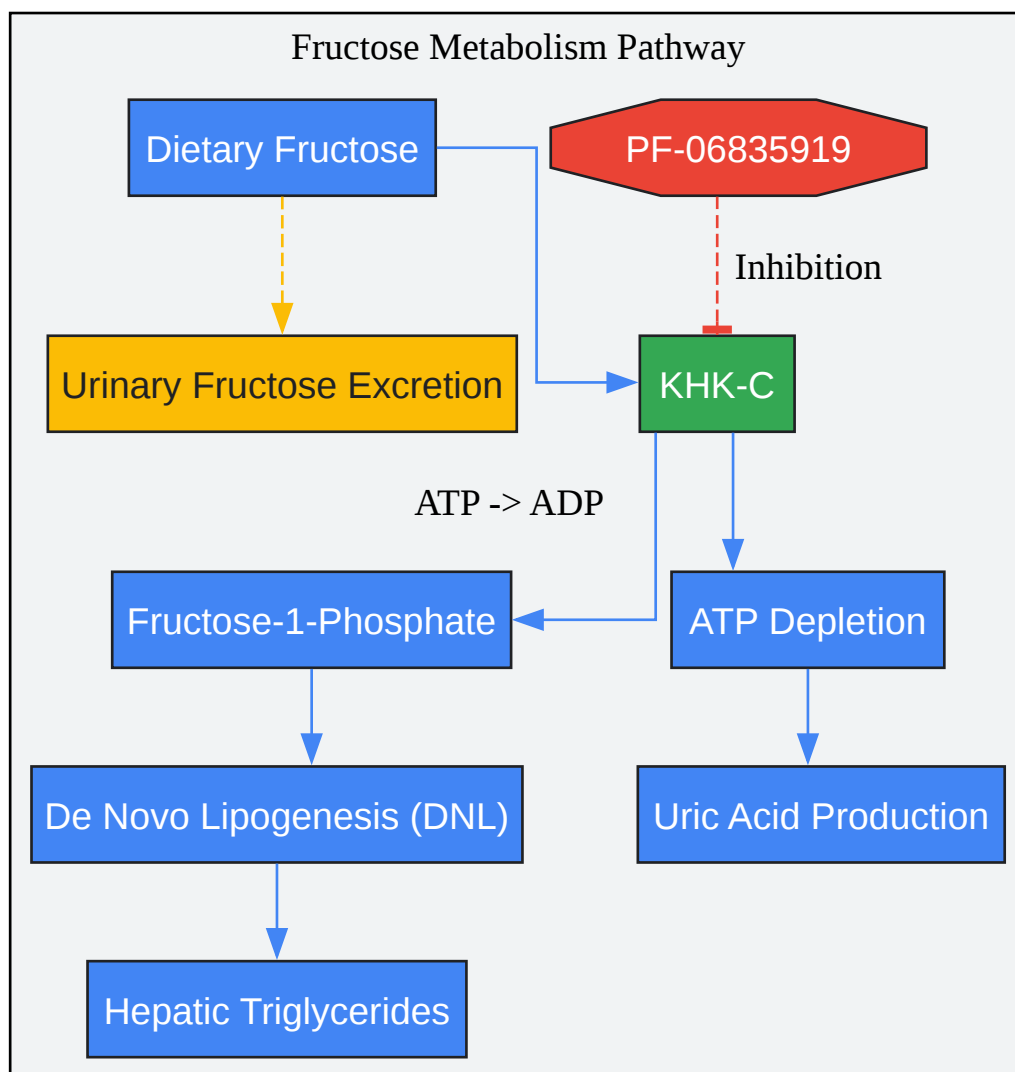 Fructose Metabolism Pathway
Dietary Fructose
PF-06835919
Inhibition
Urinary Fructose Excretion
KHK-C
ATP -> ADP
Fructose-1-Phosphate
ATP Depletion
De Novo Lipogenesis (DNL)
Uric Acid Production
Hepatic Triglycerides